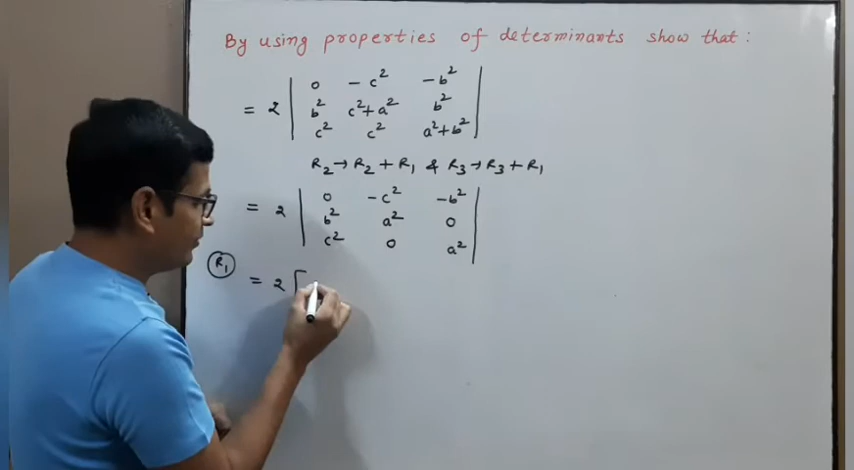 By using properties of determinants show that :
= 2 | 0 -c² -b² |
| b² c²+a² b² |
| c² c² a²+b² |
R₂→R₂+R₁ & R₃→R₃+R₁
= 2 | 0 -c² -b² |
| b² a² 0 |
| c² 0 a² |
R₁
= 2 [